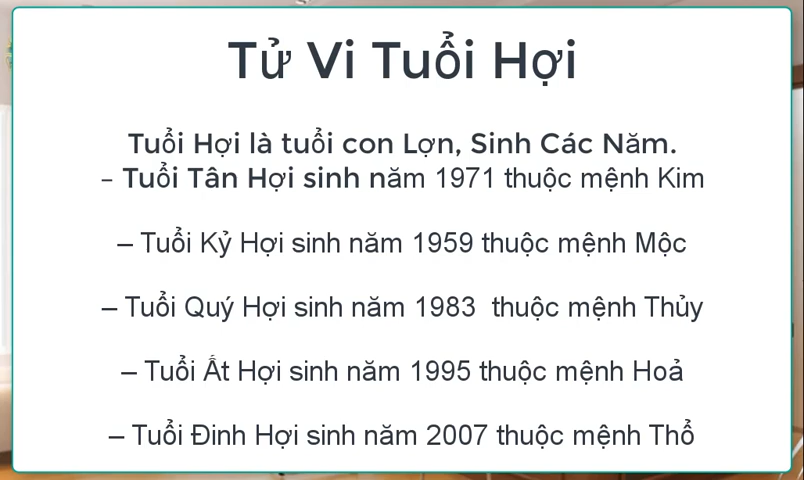 Tử Vi Tuổi Hợi
Tuổi Hợi là tuổi con Lợn, Sinh Các Năm.
– Tuổi Tân Hợi sinh năm 1971 thuộc mệnh Kim
– Tuổi Kỷ Hợi sinh năm 1959 thuộc mệnh Mộc
– Tuổi Quý Hợi sinh năm 1983 thuộc mệnh Thủy
– Tuổi Ất Hợi sinh năm 1995 thuộc mệnh Hoả
– Tuổi Đinh Hợi sinh năm 2007 thuộc mệnh Thổ